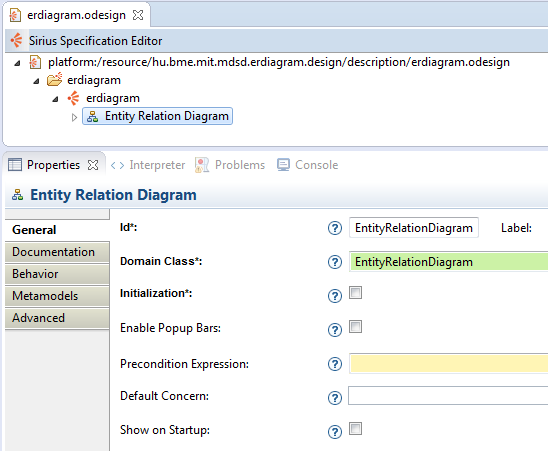 erdiagram.odesign
Sirius Specification Editor
platform:/resource/hu.bme.mit.mdsd.erdiagram.design/description/erdiagram.odesign
erdiagram
erdiagram
Entity Relation Diagram
Properties Interpreter Problems Console
Entity Relation Diagram
General
Documentation
Behavior
Metamodels
Advanced
Id*: EntityRelationDiagram Label:
Domain Class*: EntityRelationDiagram
Initialization*:
Enable Popup Bars:
Precondition Expression:
Default Concern:
Show on Startup: